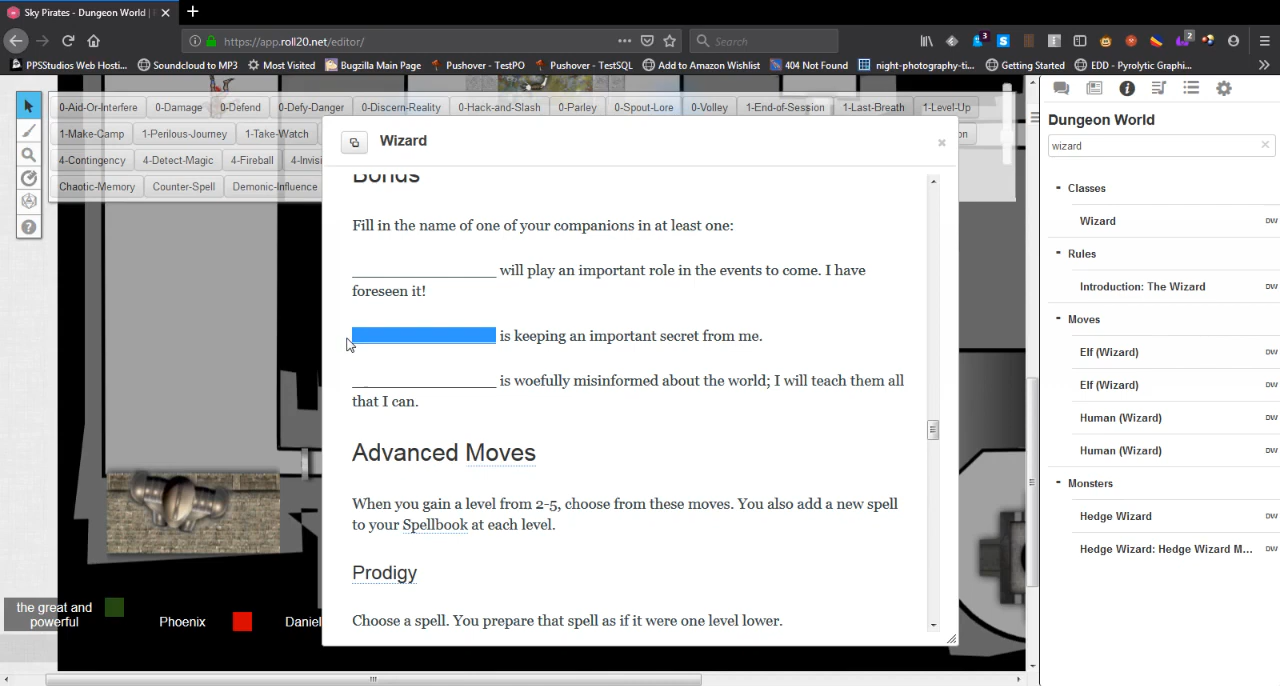 Sky Pirates - Dungeon World |
https://app.roll20.net/editor/
Search
3
2
PPSStudios Web Hosti...
Soundcloud to MP3
Most Visited
Bugzilla Main Page
Pushover - TestPO
Pushover - TestSQL
Add to Amazon Wishlist
404 Not Found
night-photography-ti...
Getting Started
EDD - Pyrolytic Graphi...
0-Aid-Or-Interfere
0-Damage
0-Defend
0-Defy-Danger
0-Discern-Reality
0-Hack-and-Slash
0-Parley
0-Spout-Lore
0-Volley
1-End-of-Session
1-Last-Breath
1-Level-Up
1-Make-Camp
1-Perilous-Journey
1-Take-Watch
on
4-Contingency
4-Detect-Magic
4-Fireball
4-Invisi
Chaotic-Memory
Counter-Spell
Demonic-Influence
Wizard
Bonds
Fill in the name of one of your companions in at least one:
________________ will play an important role in the events to come. I have
foreseen it!
________________ is keeping an important secret from me.
________________ is woefully misinformed about the world; I will teach them all
that I can.
Advanced Moves
When you gain a level from 2-5, choose from these moves. You also add a new spell
to your Spellbook at each level.
Prodigy
Choose a spell. You prepare that spell as if it were one level lower.
the great and
powerful
Phoenix
Daniel
Dungeon World
wizard
Classes
Wizard
DW
Rules
Introduction: The Wizard
DW
Moves
Elf (Wizard)
DW
Elf (Wizard)
DW
Human (Wizard)
DW
Human (Wizard)
DW
Monsters
Hedge Wizard
DW
Hedge Wizard: Hedge Wizard M...
DW